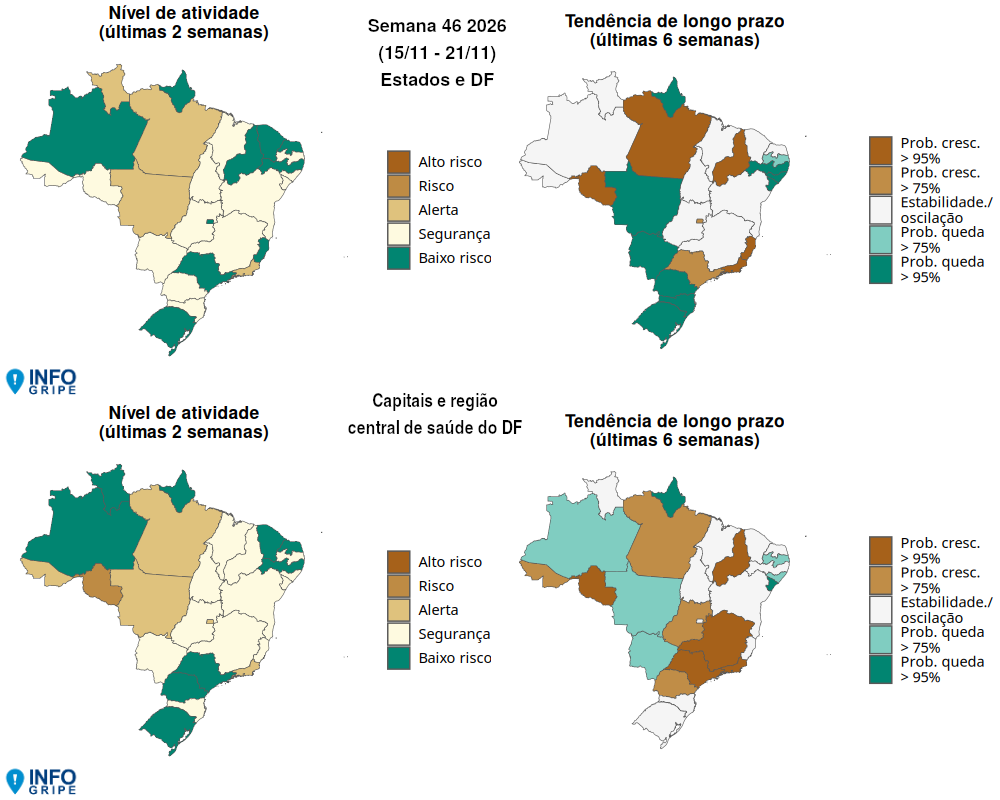 Nível de atividade
(últimas 2 semanas)
Semana 46 2026
(15/11 - 21/11)
Estados e DF
Tendência de longo prazo
(últimas 6 semanas)
Alto risco
Risco
Alerta
Segurança
Baixo risco
Prob. cresc.
> 95%
Prob. cresc.
> 75%
Estabilidade./
oscilação
Prob. queda
> 75%
Prob. queda
> 95%
INFO
GRIPE
Capitais e região
central de saúde do DF
Nível de atividade
(últimas 2 semanas)
Tendência de longo prazo
(últimas 6 semanas)
Alto risco
Risco
Alerta
Segurança
Baixo risco
Prob. cresc.
> 95%
Prob. cresc.
> 75%
Estabilidade./
oscilação
Prob. queda
> 75%
Prob. queda
> 95%
INFO
GRIPE